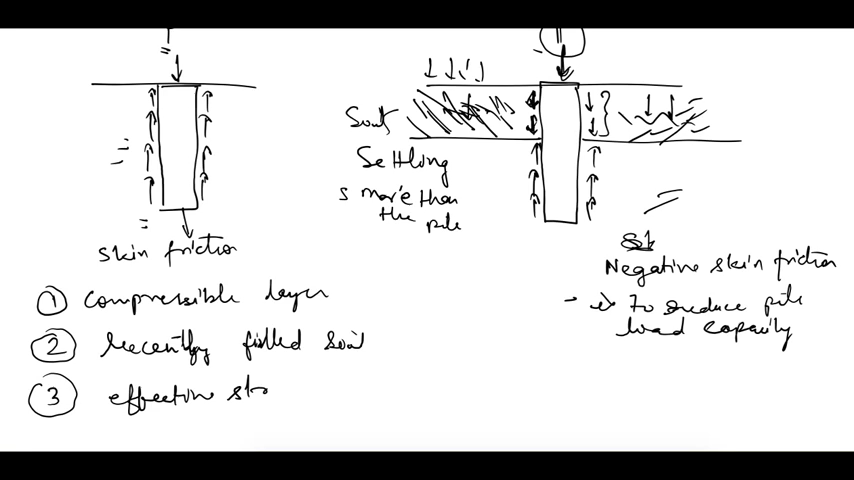 Soil
Settling
s more than
the pile
skin friction
Negative skin friction
→ To reduce pile
load capacity
① compressible layer
② recently filled soil
③ effective st